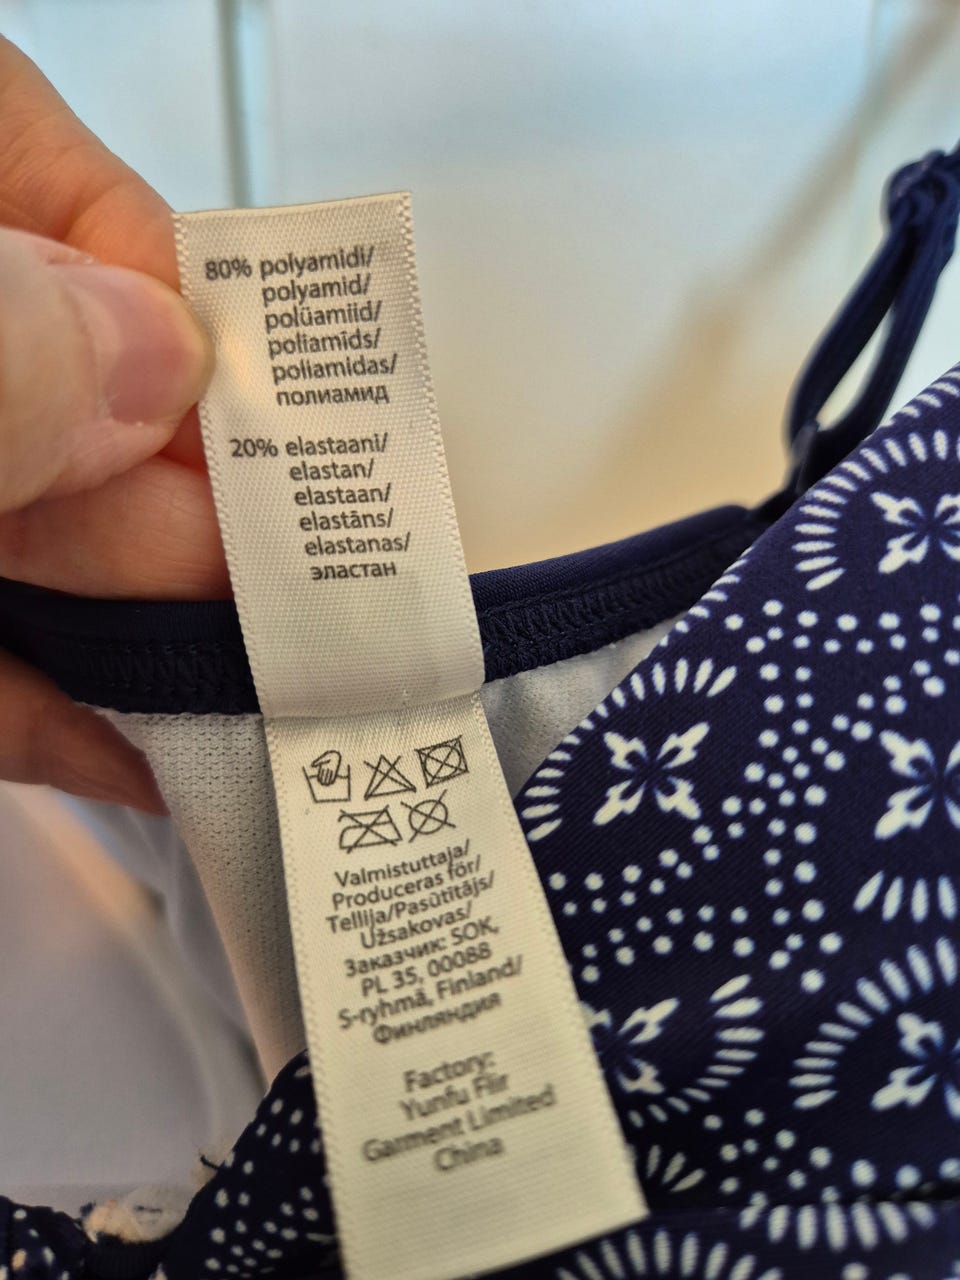 80% polyamidi/
polyamid/
polüamiid/
poliamīds/
poliamidas/
полиамид
20% elastaani/
elastan/
elastaan/
elastāns/
elastanas/
эластан
Valmistuttaja/
Produceras för/
Tellija/Pasūtītājs/
Užsakovas/
Заказчик: SOK,
PL 35, 00088
S-ryhmä, Finland/
Финляндия
Factory:
Yunfu Flir
Garment Limited
China